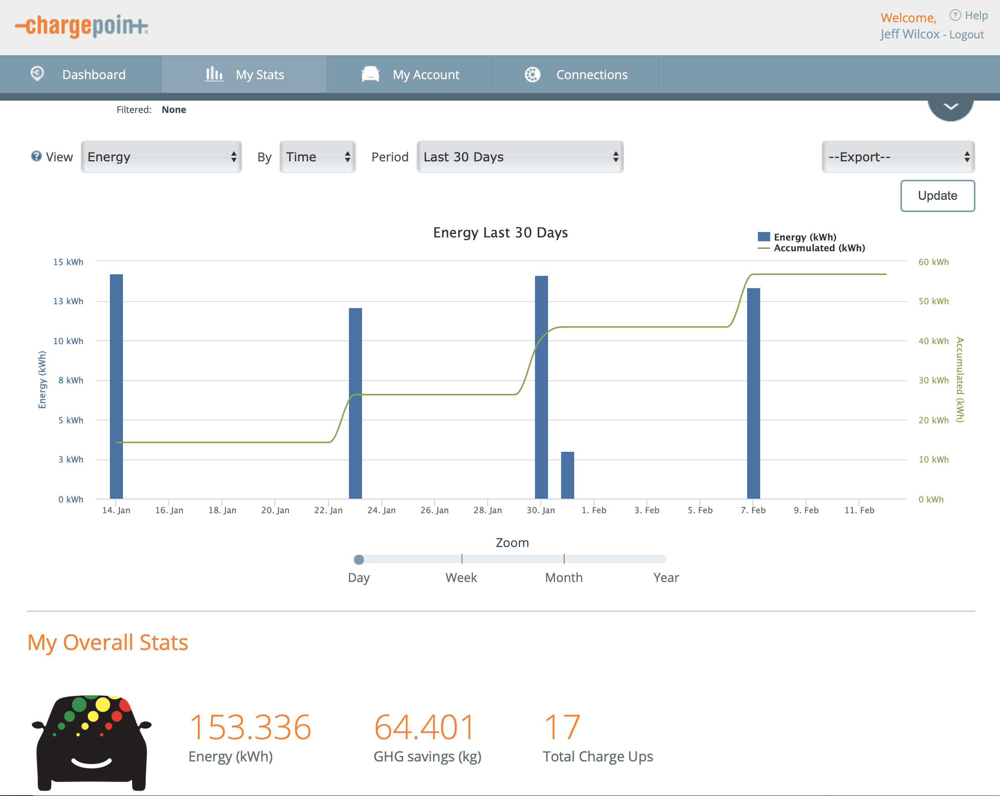 chargepoint
Welcome,
Help
Jeff Wilcox - Logout
Dashboard
My Stats
My Account
Connections
Filtered: None
View Energy By Time Period Last 30 Days --Export--
Update
Energy Last 30 Days
Energy (kWh)
Accumulated (kWh)
15 kWh
13 kWh
10 kWh
8 kWh
5 kWh
3 kWh
0 kWh
Energy (kWh)
60 kWh
50 kWh
40 kWh
30 kWh
20 kWh
10 kWh
0 kWh
Accumulated (kWh)
14. Jan 16. Jan 18. Jan 20. Jan 22. Jan 24. Jan 26. Jan 28. Jan 30. Jan 1. Feb 3. Feb 5. Feb 7. Feb 9. Feb 11. Feb
Zoom
Day Week Month Year
My Overall Stats
153.336 64.401 17
Energy (kWh) GHG savings (kg) Total Charge Ups